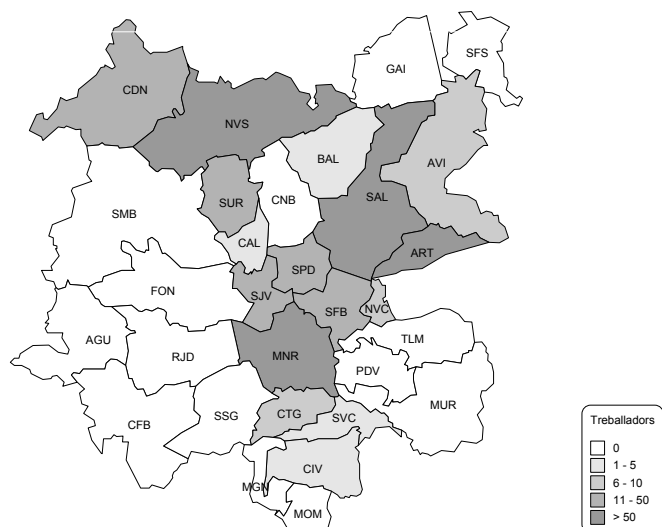 SFS
GAI
CDN
NVS
BAL
AVI
SAL
SUR
CNB
SMB
CAL
ART
SPD
FON
SJV
SFB
NVC
AGU
TLM
RJD
MNR
PDV
MUR
CFB
SSG
CTG
SVC
CIV
MGN
MOM
Treballadors
0
1 - 5
6 - 10
11 - 50
> 50